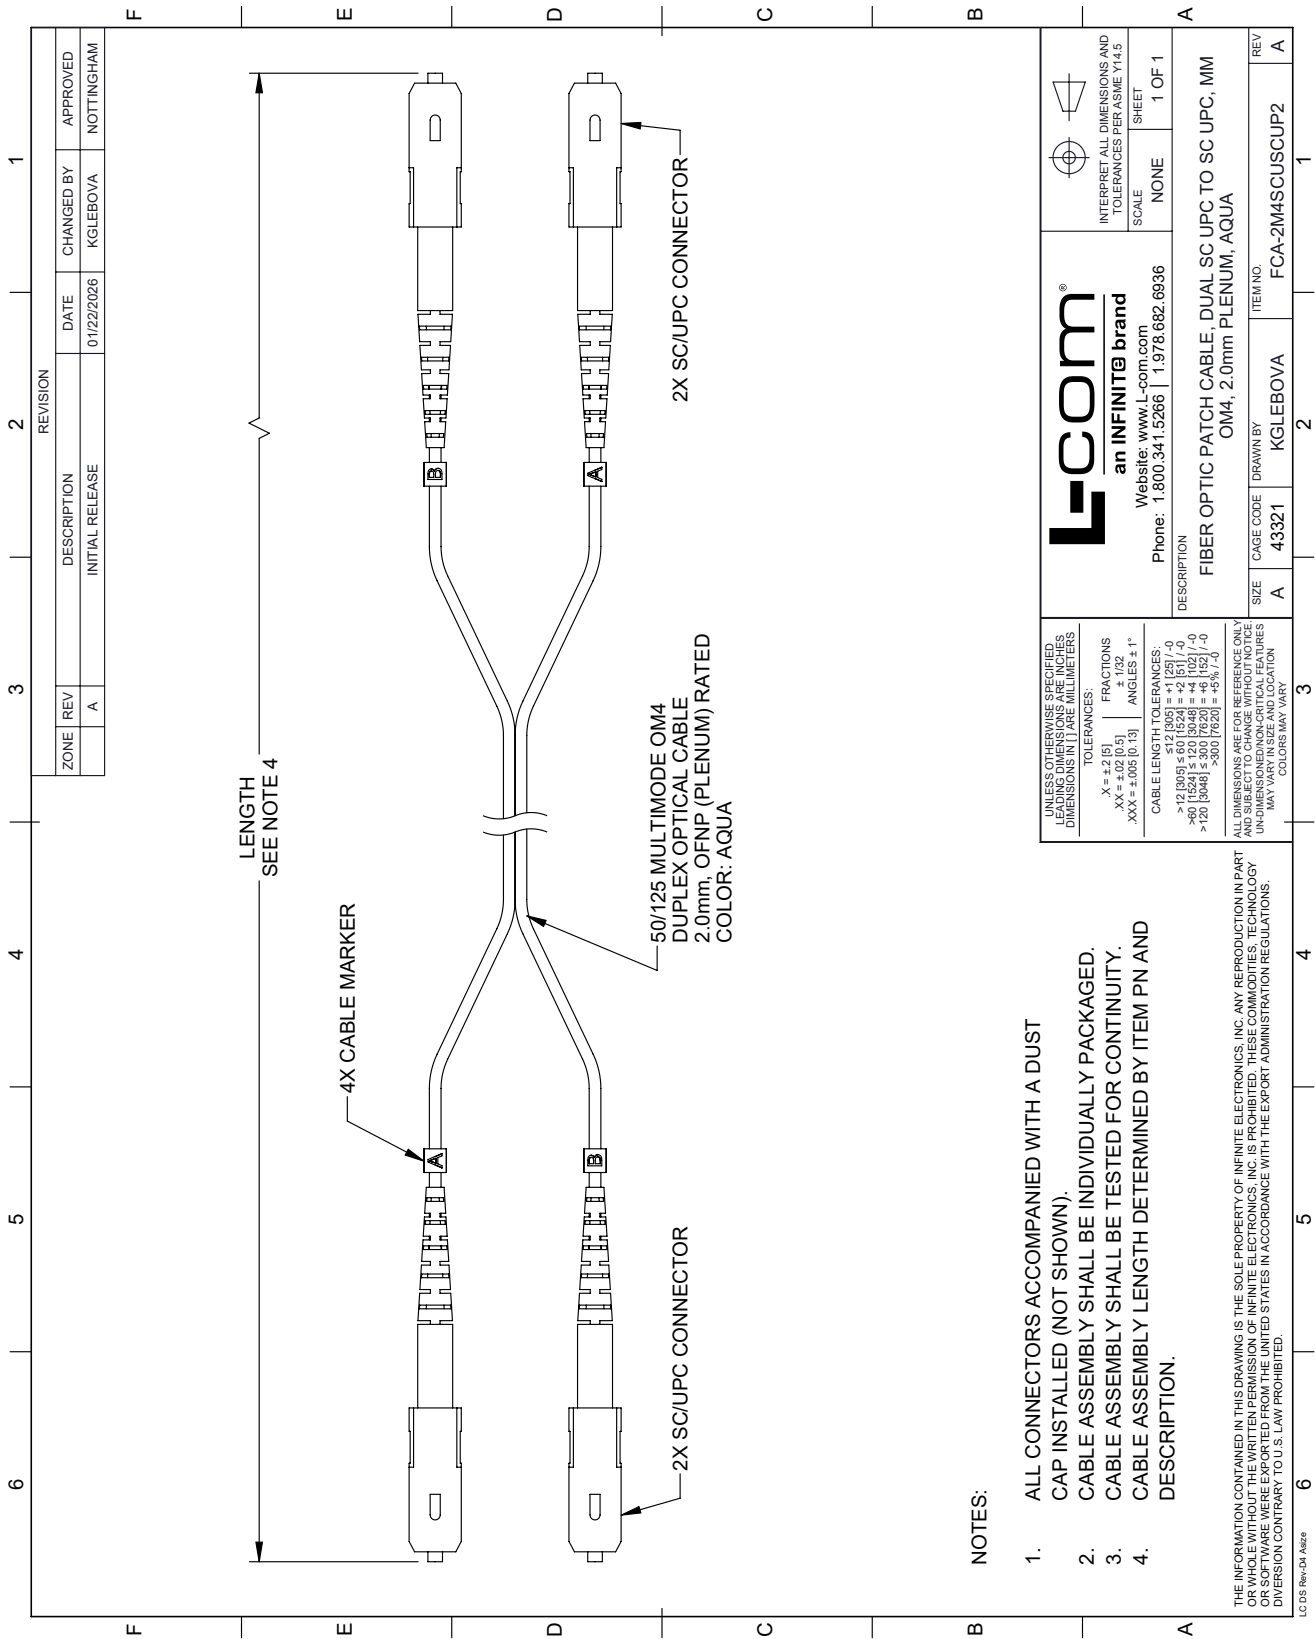 6
5
4
3
2
1
F
E
D
C
B
A
REVISION
ZONE
REV
DESCRIPTION
DATE
CHANGED BY
APPROVED
A
INITIAL RELEASE
01/22/2026
KGLEBOVA
NOTTINGHAM
LENGTH
SEE NOTE 4
4X CABLE MARKER
A
B
B
A
2X SC/UPC CONNECTOR
2X SC/UPC CONNECTOR
50/125 MULTIMODE OM4
DUPLEX OPTICAL CABLE
2.0mm, OFNP (PLENUM) RATED
COLOR: AQUA
NOTES:
1. ALL CONNECTORS ACCOMPANIED WITH A DUST
CAP INSTALLED (NOT SHOWN).
2. CABLE ASSEMBLY SHALL BE INDIVIDUALLY PACKAGED.
3. CABLE ASSEMBLY SHALL BE TESTED FOR CONTINUITY.
4. CABLE ASSEMBLY LENGTH DETERMINED BY ITEM PN AND
DESCRIPTION.
THE INFORMATION CONTAINED IN THIS DRAWING IS THE SOLE PROPERTY OF INFINITE ELECTRONICS, INC. ANY REPRODUCTION IN PART
OR WHOLE WITHOUT THE WRITTEN PERMISSION OF INFINITE ELECTRONICS, INC. IS PROHIBITED. THESE COMMODITIES, TECHNOLOGY
OR SOFTWARE WERE EXPORTED FROM THE UNITED STATES IN ACCORDANCE WITH THE EXPORT ADMINISTRATION REGULATIONS.
DIVERSION CONTRARY TO U.S. LAW PROHIBITED.
UNLESS OTHERWISE SPECIFIED
LEADING DIMENSIONS ARE INCHES
DIMENSIONS IN [ ] ARE MILLIMETERS
TOLERANCES:
.X = ±.2 [5]
.XX = ±.02 [0.5]
.XXX = ±.005 [0.13]
FRACTIONS
± 1/32
ANGLES ± 1°
CABLE LENGTH TOLERANCES:
≤12 [305] = +1 [25] / -0
>12 [305] ≤ 60 [1524] = +2 [51] / -0
>60 [1524] ≤ 120 [3048] = +4 [102] / -0
>120 [3048] ≤ 300 [7620] = +6 [152] / -0
>300 [7620] = +5% / -0
ALL DIMENSIONS ARE FOR REFERENCE ONLY
AND SUBJECT TO CHANGE WITHOUT NOTICE.
UN-DIMENSIONED/NON-CRITICAL FEATURES
MAY VARY IN SIZE AND LOCATION
COLORS MAY VARY
L-com®
an INFINITE brand
Website: www.L-com.com
Phone: 1.800.341.5266 | 1.978.682.6936
INTERPRET ALL DIMENSIONS AND
TOLERANCES PER ASME Y14.5
SCALE
NONE
SHEET
1 OF 1
DESCRIPTION
FIBER OPTIC PATCH CABLE, DUAL SC UPC TO SC UPC, MM
OM4, 2.0mm PLENUM, AQUA
SIZE
A
CAGE CODE
43321
DRAWN BY
KGLEBOVA
ITEM NO.
FCA-2M4SCUSCUP2
REV
A
F
E
D
C
B
A
6
5
4
3
2
1
LC DS Rev-D4 Asize